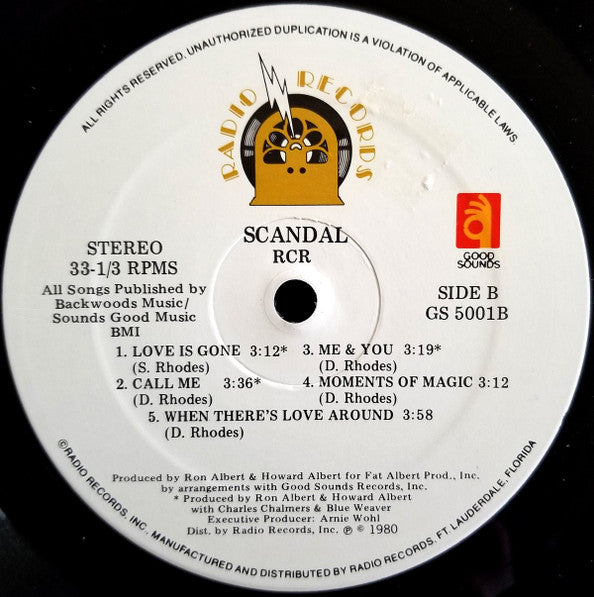 ALL RIGHTS RESERVED. UNAUTHORIZED DUPLICATION IS A VIOLATION OF APPLICABLE LAWS.
RADIO RECORDS
SCANDAL
RCR
GOOD
SOUNDS
STEREO
33-1/3 RPMS
All Songs Published by
Backwoods Music/
Sounds Good Music
BMI
SIDE B
GS 5001B
1. LOVE IS GONE 3:12*
(S. Rhodes)
2. CALL ME 3:36*
(D. Rhodes)
3. ME & YOU 3:19*
(D. Rhodes)
4. MOMENTS OF MAGIC 3:12
(D. Rhodes)
5. WHEN THERE'S LOVE AROUND 3:58
(D. Rhodes)
Produced by Ron Albert & Howard Albert for Fat Albert Prod., Inc.
by arrangements with Good Sounds Records, Inc.
* Produced by Ron Albert & Howard Albert
with Charles Chalmers & Blue Weaver
Executive Producer: Arnie Wohl
Dist. by Radio Records, Inc. ℗ © 1980
©RADIO RECORDS, INC. MANUFACTURED AND DISTRIBUTED BY RADIO RECORDS, FT. LAUDERDALE, FLORIDA